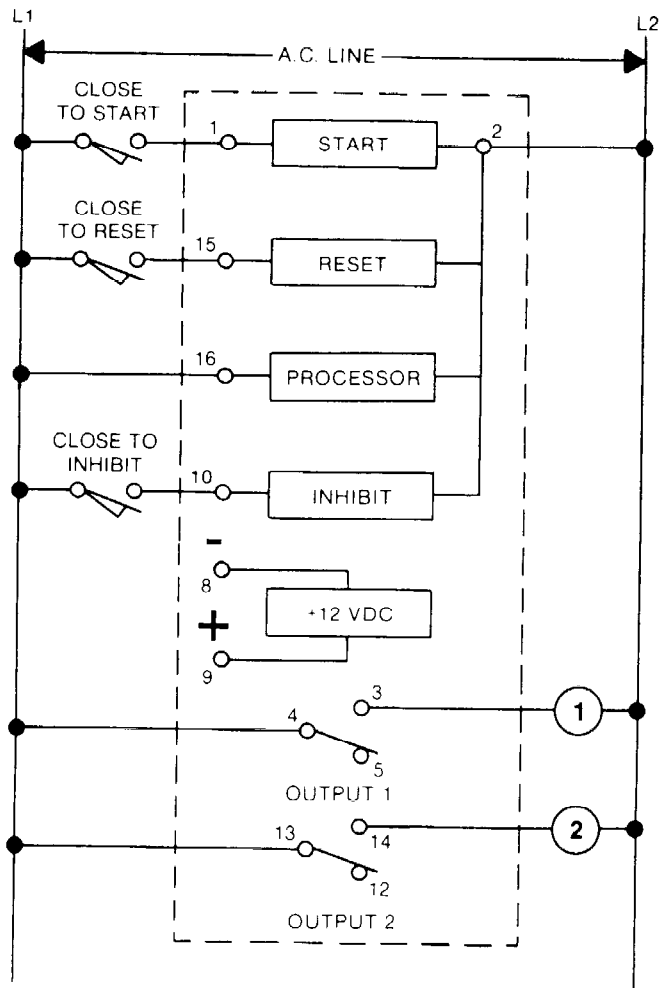 L1
L2
A.C. LINE
CLOSE
TO START
1
START
2
CLOSE
TO RESET
15
RESET
16
PROCESSOR
CLOSE TO
INHIBIT
10
INHIBIT
-
8
+12 VDC
+
9
3
4
1
5
OUTPUT 1
13
14
2
12
OUTPUT 2